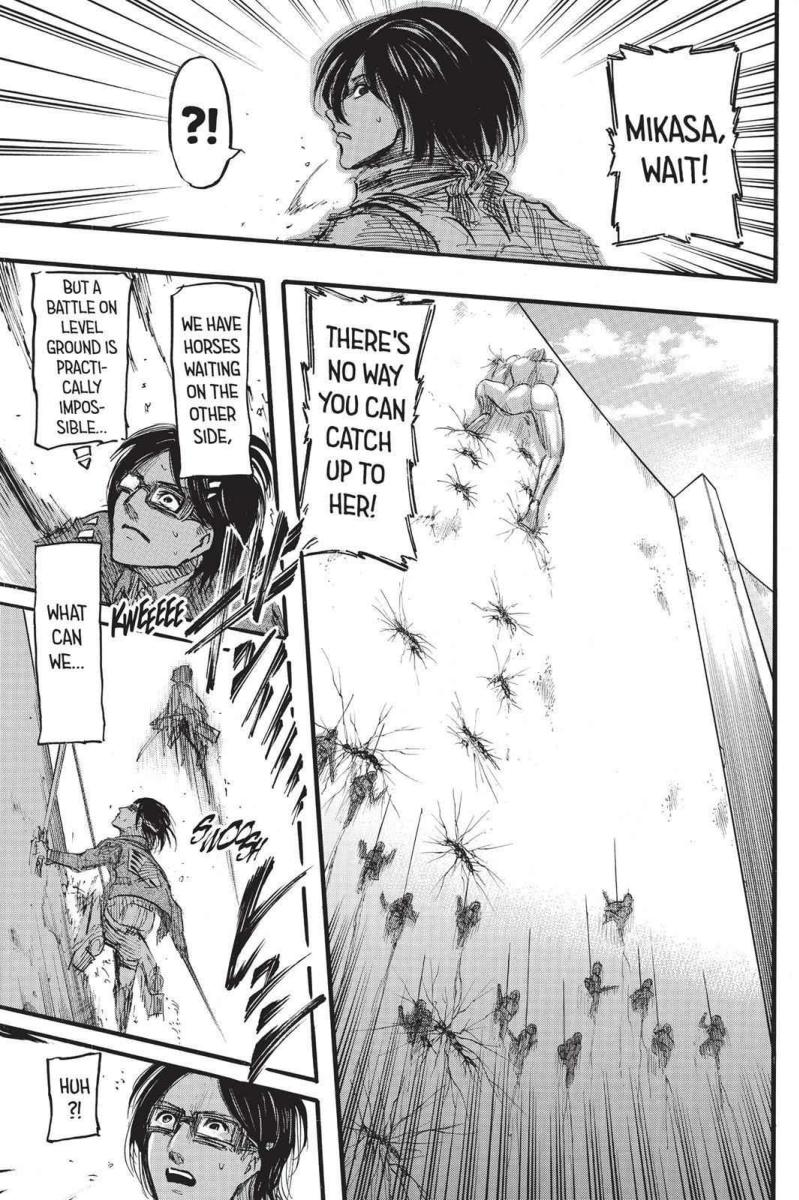 MIKASA,
WAIT!
?!
THERE'S
NO WAY
YOU CAN
CATCH
UP TO
HER!
WE HAVE
HORSES
WAITING
ON THE
OTHER
SIDE,
BUT A
BATTLE ON
LEVEL
GROUND IS
PRACTI-
CALLY
IMPOS-
SIBLE...
KWEEEEE
WHAT
CAN
WE...
SWOOSH
HUH
?!